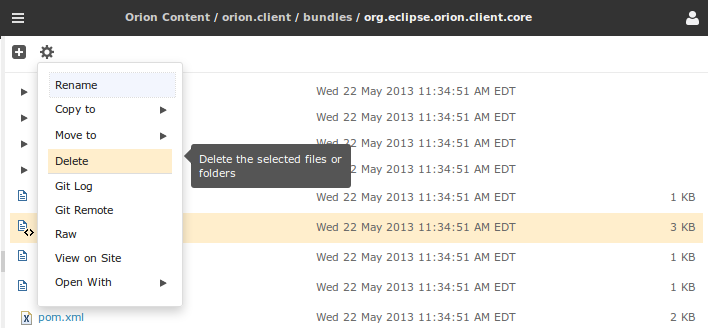 Orion Content / orion.client / bundles / org.eclipse.orion.client.core
Rename
Wed 22 May 2013 11:34:51 AM EDT
Copy to
Wed 22 May 2013 11:34:51 AM EDT
Move to
Wed 22 May 2013 11:34:51 AM EDT
Delete
Delete the selected files or
folders
Wed 22 May 2013 11:34:51 AM EDT
Git Log
Wed 22 May 2013 11:34:51 AM EDT 1 KB
Git Remote
Raw
Wed 22 May 2013 11:34:51 AM EDT 3 KB
View on Site
Wed 22 May 2013 11:34:51 AM EDT 1 KB
Open With
Wed 22 May 2013 11:34:51 AM EDT 1 KB
pom.xml Wed 22 May 2013 11:34:51 AM EDT 2 KB